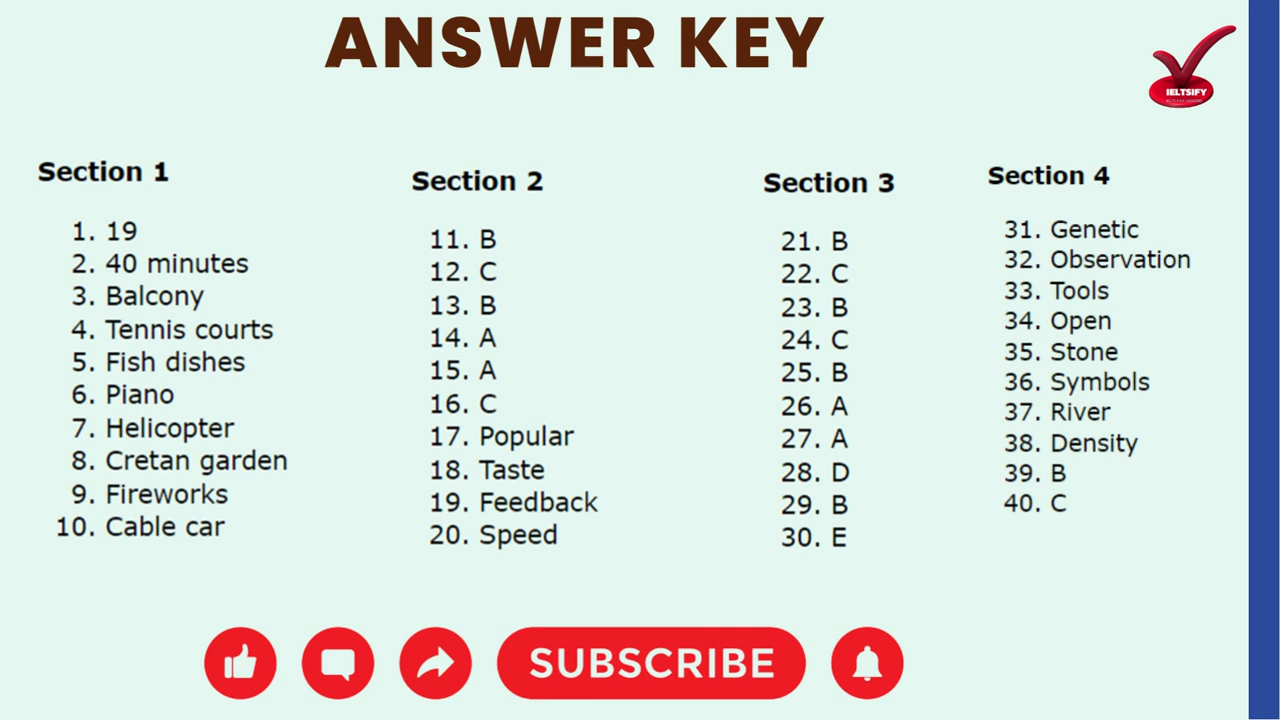 ANSWER KEY
IELTSIFY
Section 1
1. 19
2. 40 minutes
3. Balcony
4. Tennis courts
5. Fish dishes
6. Piano
7. Helicopter
8. Cretan garden
9. Fireworks
10. Cable car
Section 2
11. B
12. C
13. B
14. A
15. A
16. C
17. Popular
18. Taste
19. Feedback
20. Speed
Section 3
21. B
22. C
23. B
24. C
25. B
26. A
27. A
28. D
29. B
30. E
Section 4
31. Genetic
32. Observation
33. Tools
34. Open
35. Stone
36. Symbols
37. River
38. Density
39. B
40. C
SUBSCRIBE